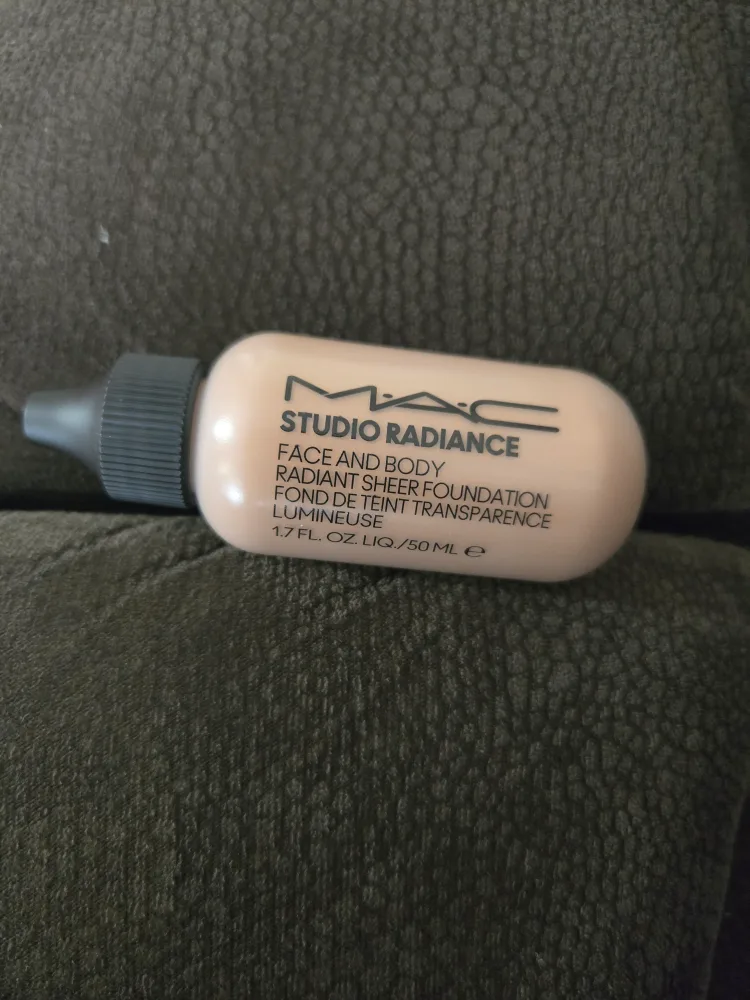 M·A·C
STUDIO RADIANCE
FACE AND BODY
RADIANT SHEER FOUNDATION
FOND DE TEINT TRANSPARENCE
LUMINEUSE
1.7 FL. OZ. LIQ./50 ML ℮